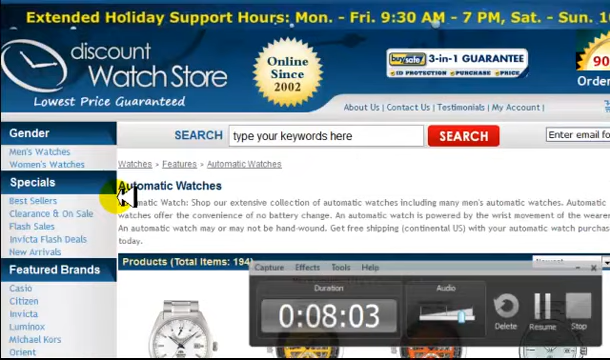 Extended Holiday Support Hours: Mon. - Fri. 9:30 AM - 7 PM, Sat. - Sun. 1
discount
Watch Store
Lowest Price Guaranteed
Online
Since
2002
buySAFE 3-in-1 GUARANTEE
ID PROTECTION PURCHASE PRICE
90
Order
About Us | Contact Us | Testimonials | My Account |
SEARCH
type your keywords here
SEARCH
Enter email fo
Gender
Men's Watches
Women's Watches
Specials
Best Sellers
Clearance & On Sale
Flash Sales
Invicta Flash Deals
New Arrivals
Featured Brands
Casio
Citizen
Invicta
Luminox
Michael Kors
Orient
Watches > Features > Automatic Watches
Automatic Watches
Automatic Watch: Shop our extensive collection of automatic watches including many men's automatic watches. Automatic
watches offer the convenience of no battery change. An automatic watch is powered by the wrist movement of the weare
An automatic watch may or may not be hand-wound. Get free shipping (continental US) with your automatic watch purchas
today.
Products (Total Items: 194)
Newest
Capture Effects Tools Help
Duration
0:08:03
Audio
Delete
Resume
Stop